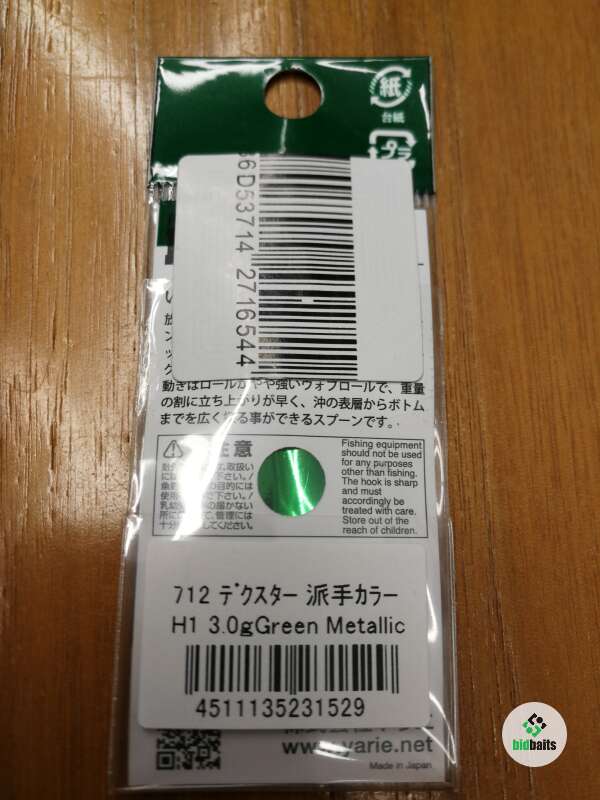 紙
台紙
プラ
6D53714 2716544
動きはロールがやや強いウォブロールで、重量
の割に立ち上がりが早く、沖の表層からボトム
までを広く探る事ができるスプーンです。
注意
Fishing equipment
should not be used
for any purposes
other than fishing.
The hook is sharp
and must
accordingly be
treated with care.
Store out of the
reach of children.
712 デクスター 派手カラー
H1 3.0gGreen Metallic
4511135231529
www.yarie.net
Made in Japan
bidbaits